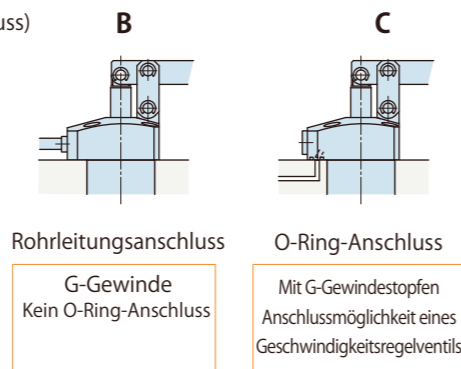 uss)
B
C
Rohrleitungsanschluss
O-Ring-Anschluss
G-Gewinde
Kein O-Ring-Anschluss
Mit G-Gewindestopfen
Anschlussmöglichkeit eines
Geschwindigkeitsregelventils